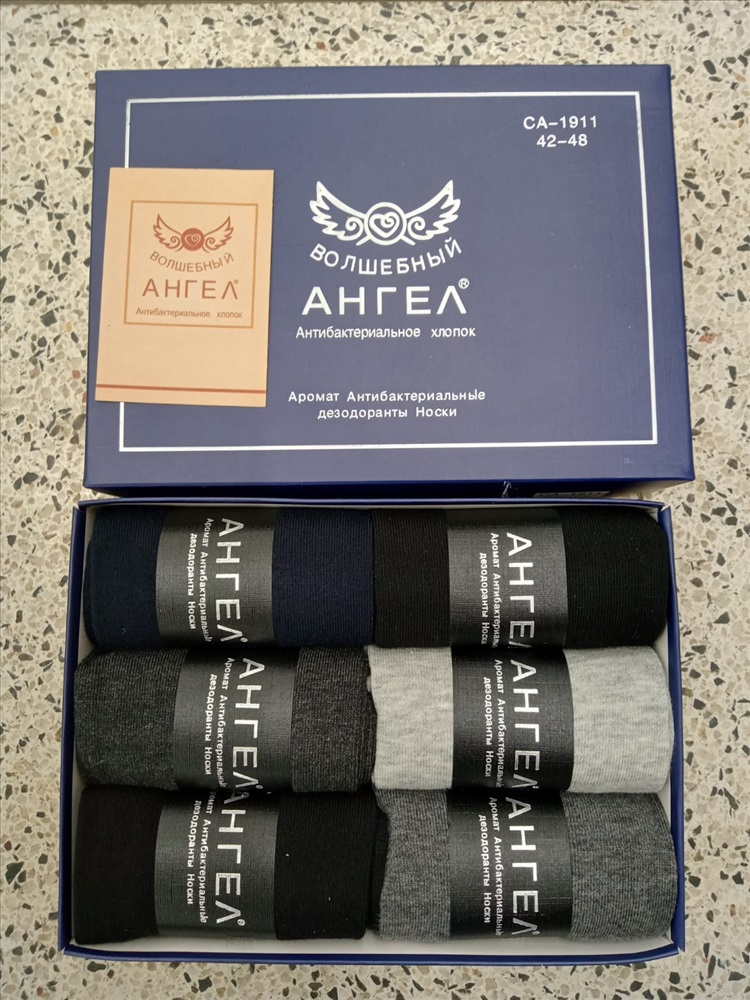 CA-1911
42-48
ВОЛШЕБНЫЙ
АНГЕЛ®
Антибактериальное хлопок
ВОЛШЕБНЫЙ
АНГЕЛ®
Антибактериальное хлопок
Аромат Антибактериальные
дезодоранты Носки
АНГЕЛ®
Аромат Антибактериальные
дезодоранты Носки
АНГЕЛ
Аромат Антибактериальные
дезодоранты Носки
АНГЕЛ
Аромат Антибактериальные
дезодоранты Носки
АНГЕЛ
Аромат Антибактериальные
дезодоранты Носки
АНГЕЛ®
Аромат Антибактериальные
дезодоранты Носки
АНГЕЛ®
Аромат Антибактериальные
дезодоранты Носки